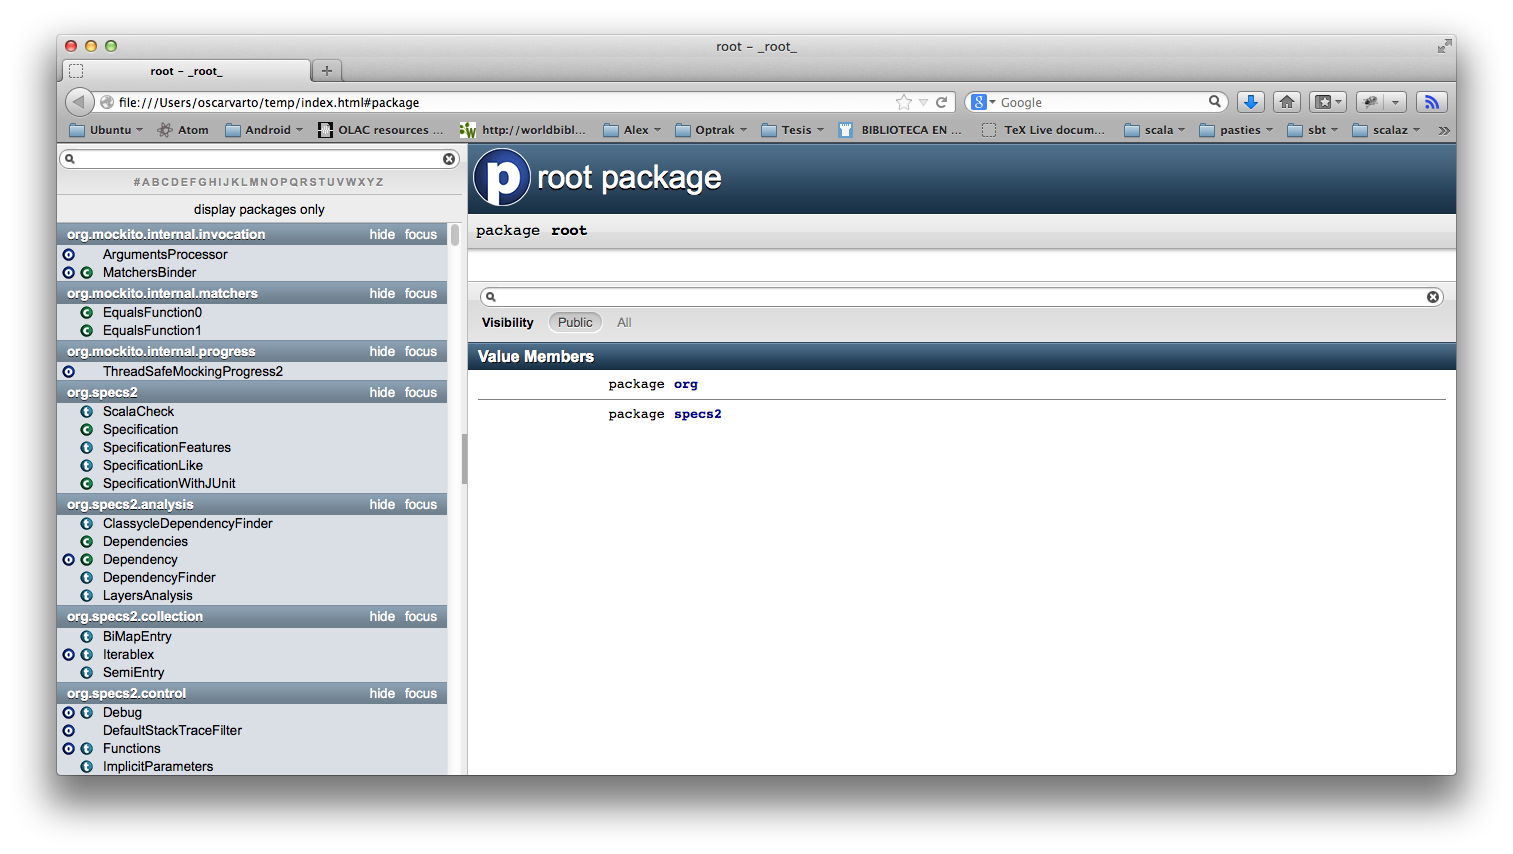 root – _root_
root – _root_
file:///Users/oscarvarto/temp/index.html#package
Google
Ubuntu
Atom
Android
OLAC resources ...
http://worldbibl...
Alex
Optrak
Tesis
BIBLIOTECA EN ...
TeX Live docum...
scala
pasties
sbt
scalaz
#ABCDEFGHIJKLMNOPQRSTUVWXYZ
display packages only
org.mockito.internal.invocation hide focus
ArgumentsProcessor
MatchersBinder
org.mockito.internal.matchers hide focus
EqualsFunction0
EqualsFunction1
org.mockito.internal.progress hide focus
ThreadSafeMockingProgress2
org.specs2 hide focus
ScalaCheck
Specification
SpecificationFeatures
SpecificationLike
SpecificationWithJUnit
org.specs2.analysis hide focus
ClassycleDependencyFinder
Dependencies
Dependency
DependencyFinder
LayersAnalysis
org.specs2.collection hide focus
BiMapEntry
Iterablex
SemiEntry
org.specs2.control hide focus
Debug
DefaultStackTraceFilter
Functions
ImplicitParameters
p root package
package root
Visibility Public All
Value Members
package org
package specs2